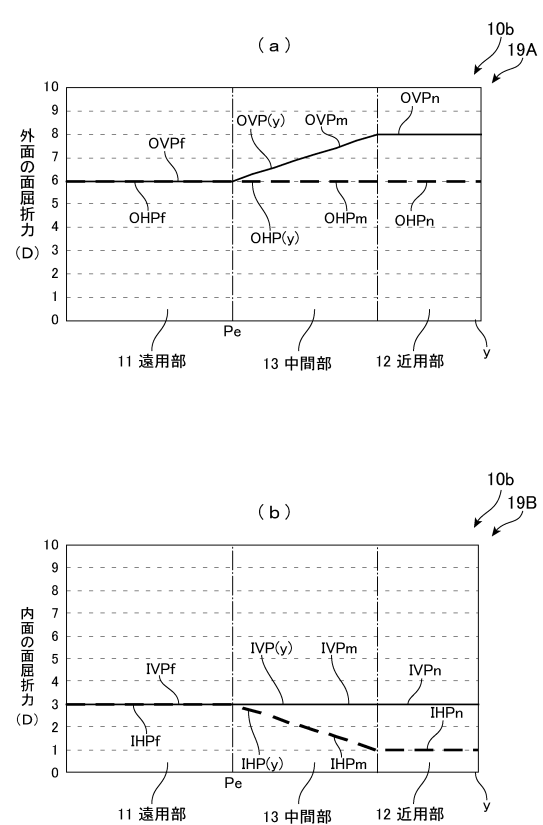 (a)
10b
19A
外面の面屈折力
(D)
10
9
8
7
6
5
4
3
2
1
0
OVPf
OVP(y)
OVPm
OVPn
OHPf
OHP(y)
OHPm
OHPn
Pe
y
11 遠用部
13 中間部
12 近用部
(b)
10b
19B
内面の面屈折力
(D)
10
9
8
7
6
5
4
3
2
1
0
IVPf
IVP(y)
IVPm
IVPn
IHPf
IHP(y)
IHPm
IHPn
Pe
y
11 遠用部
13 中間部
12 近用部